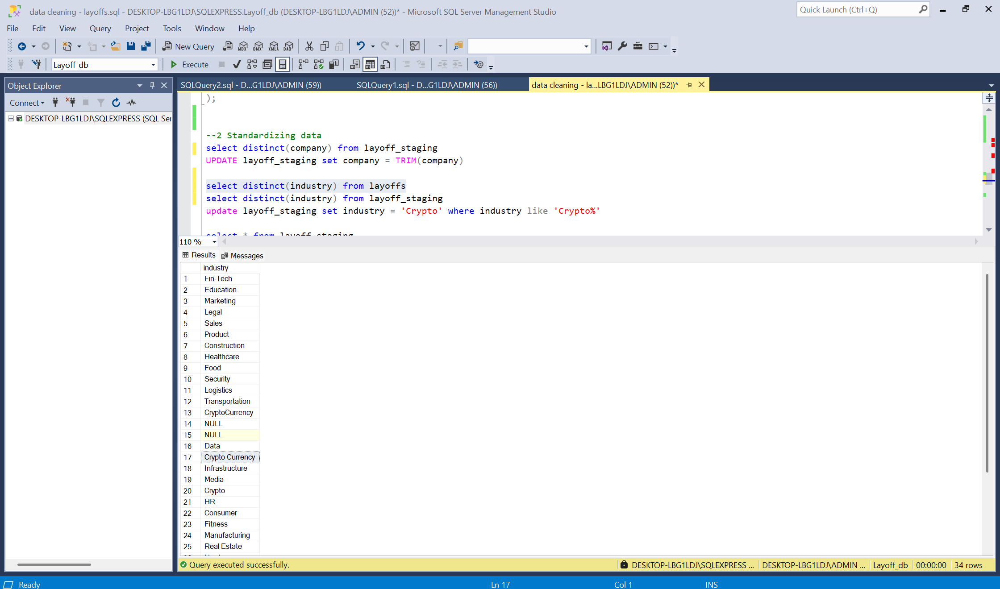 data cleaning - layoffs.sql - DESKTOP-LBG1LDJ\SQLEXPRESS.Layoff_db (DESKTOP-LBG1LDJ\ADMIN (52))* - Microsoft SQL Server Management Studio
Quick Launch (Ctrl+Q)
File Edit View Query Project Tools Window Help
New Query MDX DMX XMLA DAX
Layoff_db Execute
Object Explorer
SQLQuery2.sql - D...G1LDJ\ADMIN (59))
SQLQuery1.sql - D...G1LDJ\ADMIN (56))
data cleaning - la...LBG1LDJ\ADMIN (52))*
Connect
DESKTOP-LBG1LDJ\SQLEXPRESS (SQL Ser
);
--2 Standardizing data
select distinct(company) from layoff_staging
UPDATE layoff_staging set company = TRIM(company)
select distinct(industry) from layoffs
select distinct(industry) from layoff_staging
update layoff_staging set industry = 'Crypto' where industry like 'Crypto%'
select * from layoff_staging
110 %
Results Messages
industry
1 Fin-Tech
2 Education
3 Marketing
4 Legal
5 Sales
6 Product
7 Construction
8 Healthcare
9 Food
10 Security
11 Logistics
12 Transportation
13 CryptoCurrency
14 NULL
15 NULL
16 Data
17 Crypto Currency
18 Infrastructure
19 Media
20 Crypto
21 HR
22 Consumer
23 Fitness
24 Manufacturing
25 Real Estate
Query executed successfully.
DESKTOP-LBG1LDJ\SQLEXPRESS ... DESKTOP-LBG1LDJ\ADMIN ... Layoff_db 00:00:00 34 rows
Ready Ln 17 Col 1 INS